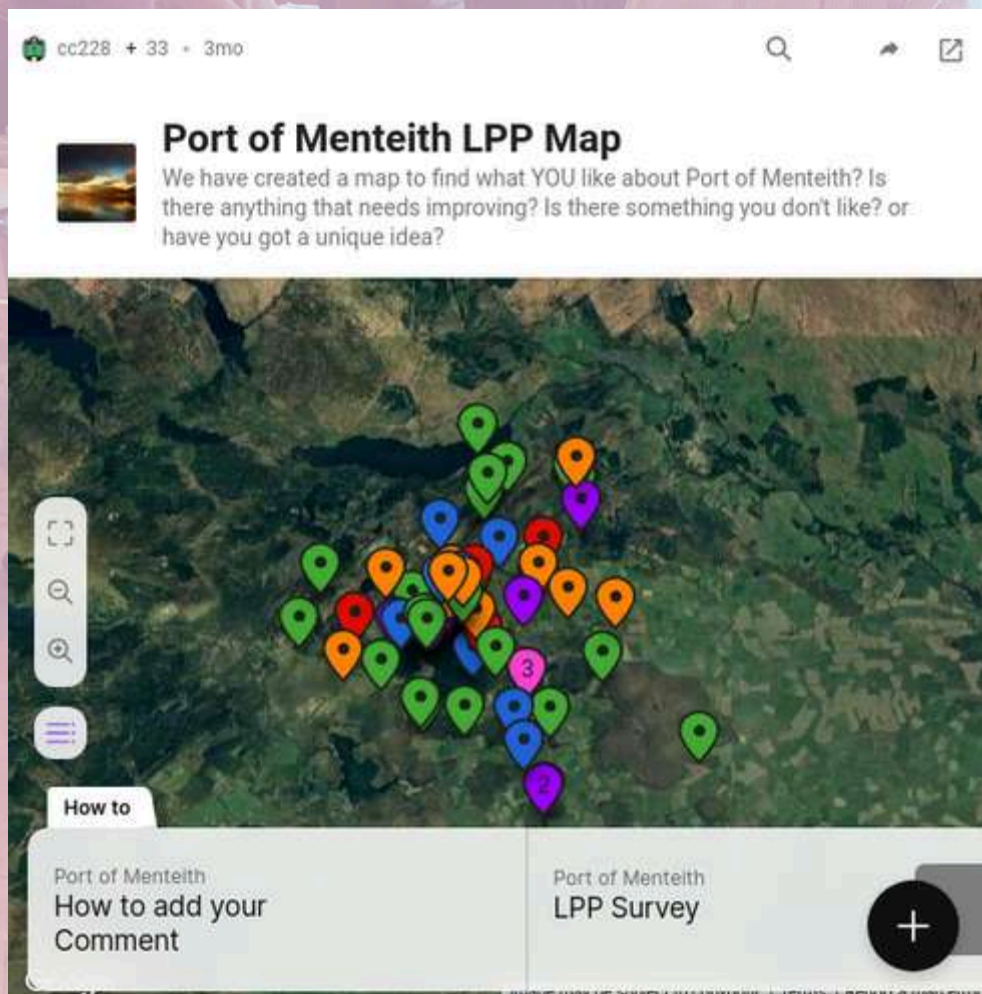 cc228 + 33 • 3mo
Port of Menteith LPP Map
We have created a map to find what YOU like about Port of Menteith? Is
there anything that needs improving? Is there something you don't like? or
have you got a unique idea?
3
2
How to
Port of Menteith
How to add your
Comment
Port of Menteith
LPP Survey